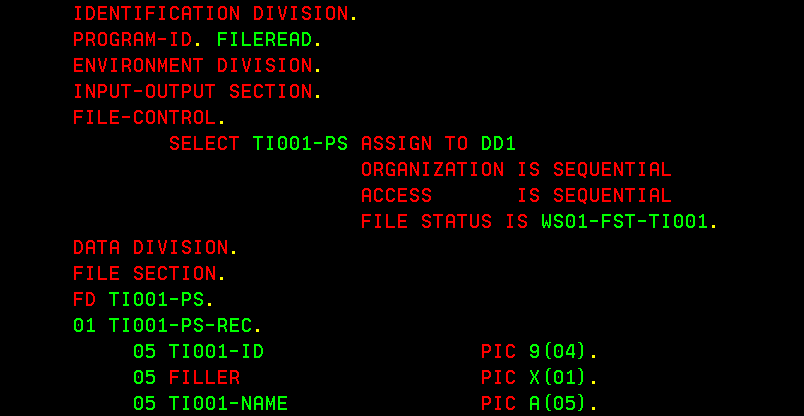 IDENTIFICATION DIVISION.
PROGRAM-ID. FILEREAD.
ENVIRONMENT DIVISION.
INPUT-OUTPUT SECTION.
FILE-CONTROL.
SELECT TI001-PS ASSIGN TO DD1
ORGANIZATION IS SEQUENTIAL
ACCESS IS SEQUENTIAL
FILE STATUS IS WS01-FST-TI001.
DATA DIVISION.
FILE SECTION.
FD TI001-PS.
01 TI001-PS-REC.
05 TI001-ID PIC 9(04).
05 FILLER PIC X(01).
05 TI001-NAME PIC A(05).